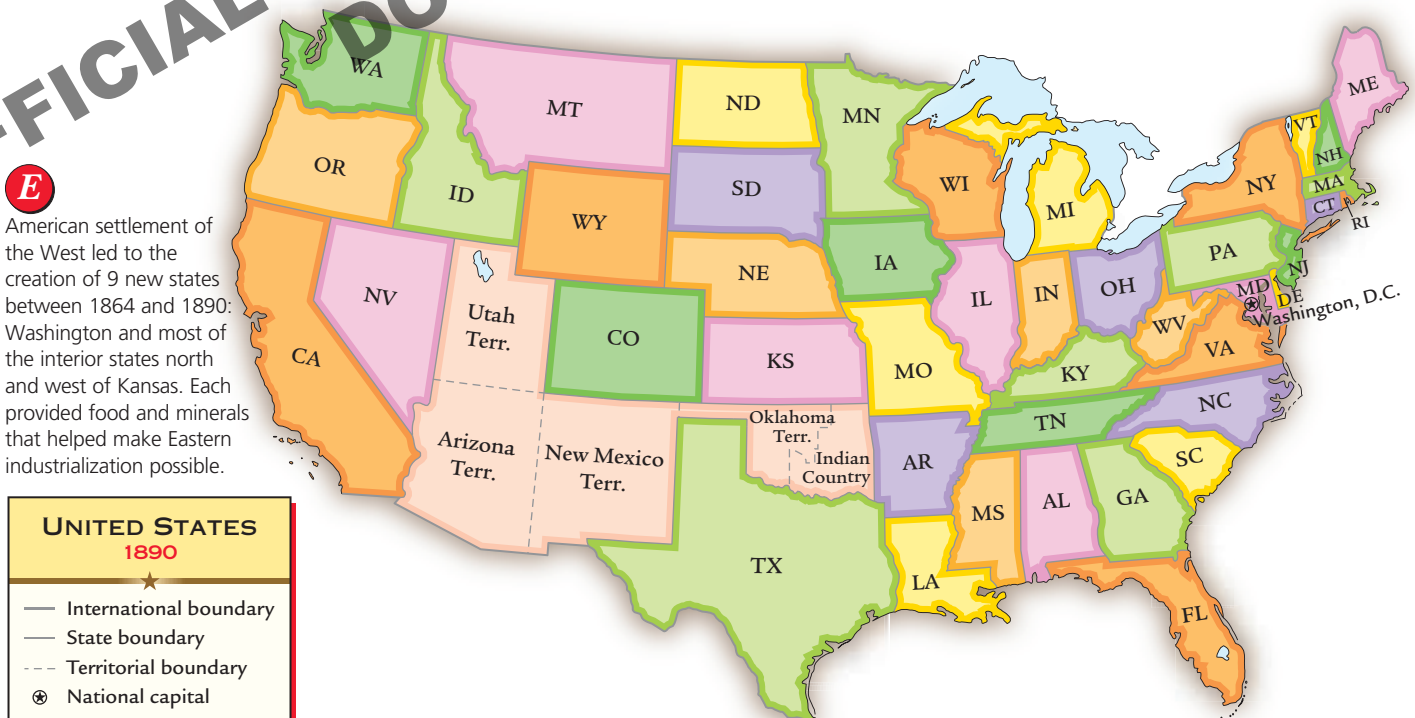 FFICIAL
DO
E
American settlement of
the West led to the
creation of 9 new states
between 1864 and 1890:
Washington and most of
the interior states north
and west of Kansas. Each
provided food and minerals
that helped make Eastern
industrialization possible.
UNITED STATES
1890
International boundary
State boundary
Territorial boundary
National capital
WA
MT
ND
MN
ME
VT
NH
OR
ID
SD
WI
MI
NY
MA
CT
RI
WY
NE
IA
PA
NJ
NV
Utah
Terr.
CO
KS
IL
IN
OH
MD
DE
Washington, D.C.
WV
VA
CA
MO
KY
Arizona
Terr.
New Mexico
Terr.
Oklahoma
Terr.
Indian
Country
AR
TN
NC
SC
TX
LA
MS
AL
GA
FL